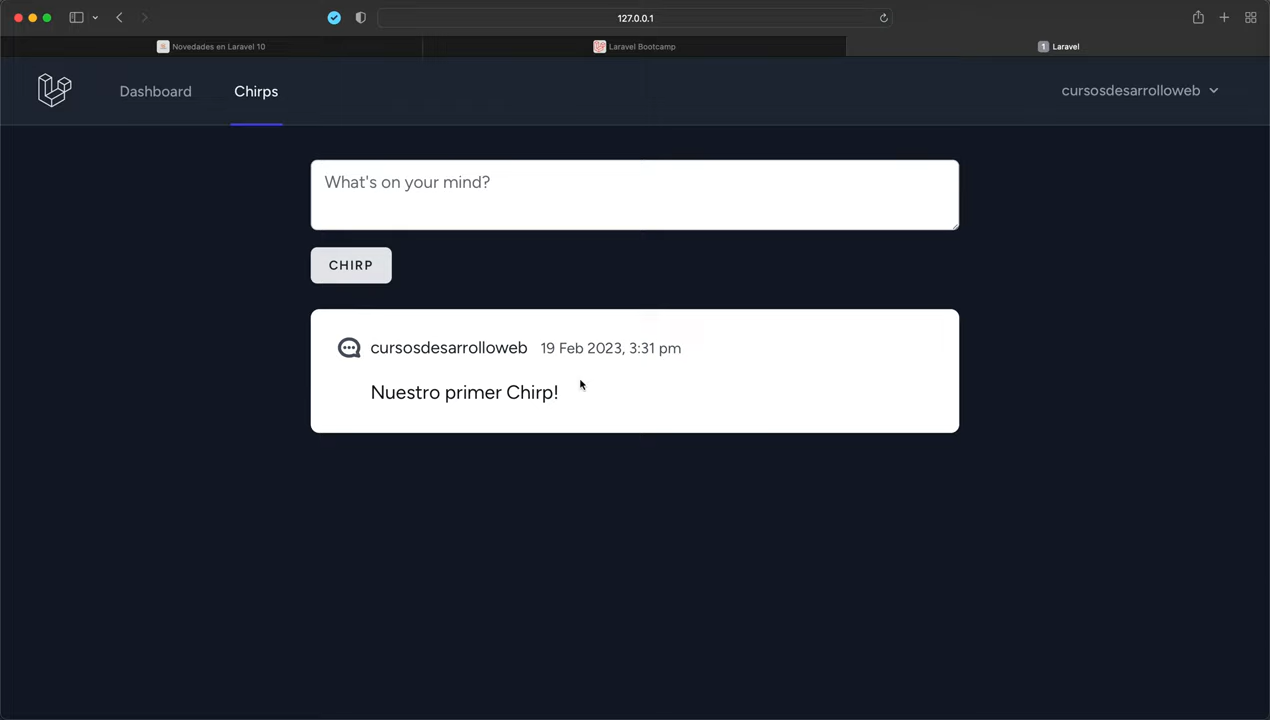 127.0.0.1
Novedades en Laravel 10
Laravel Bootcamp
1 Laravel
Dashboard
Chirps
cursosdesarrolloweb
What's on your mind?
CHIRP
cursosdesarrolloweb 19 Feb 2023, 3:31 pm
Nuestro primer Chirp!